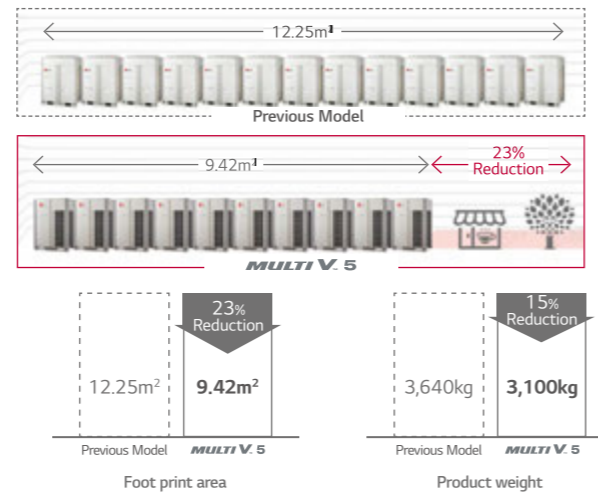 12.25m²
Previous Model
9.42m²
23%
Reduction
MULTI V. 5
23%
Reduction
12.25m²
9.42m²
Previous Model
MULTI V. 5
Foot print area
15%
Reduction
3,640kg
3,100kg
Previous Model
MULTI V. 5
Product weight